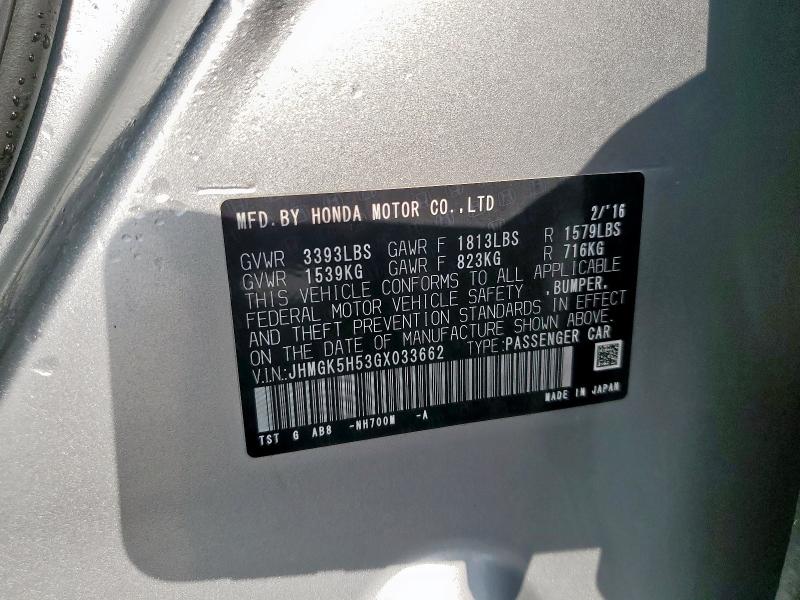 MFD. BY HONDA MOTOR CO.,LTD 2/'16
GVWR 3393LBS GAWR F 1813LBS R 1579LBS
GVWR 1539KG GAWR F 823KG R 716KG
THIS VEHICLE CONFORMS TO ALL APPLICABLE
FEDERAL MOTOR VEHICLE SAFETY ,BUMPER,
AND THEFT PREVENTION STANDARDS IN EFFECT
ON THE DATE OF MANUFACTURE SHOWN ABOVE.
V.I.N.:JHMGK5H53GX033662 TYPE:PASSENGER CAR
MADE IN JAPAN
TST G AB8 -NH700M -A